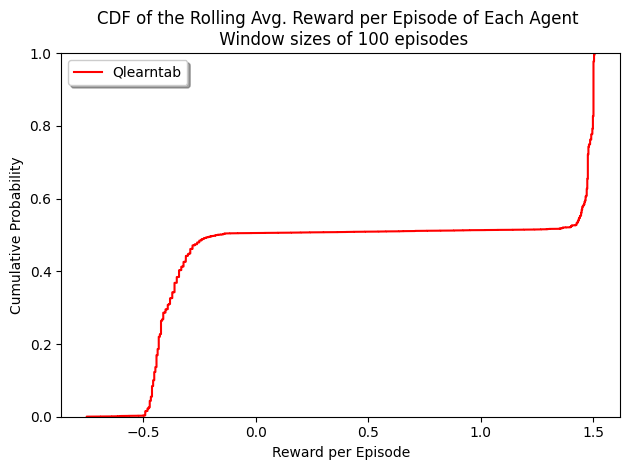 CDF of the Rolling Avg. Reward per Episode of Each Agent
Window sizes of 100 episodes
Qlearntab
Cumulative Probability
1.0
0.8
0.6
0.4
0.2
0.0
−0.5
0.0
0.5
1.0
1.5
Reward per Episode